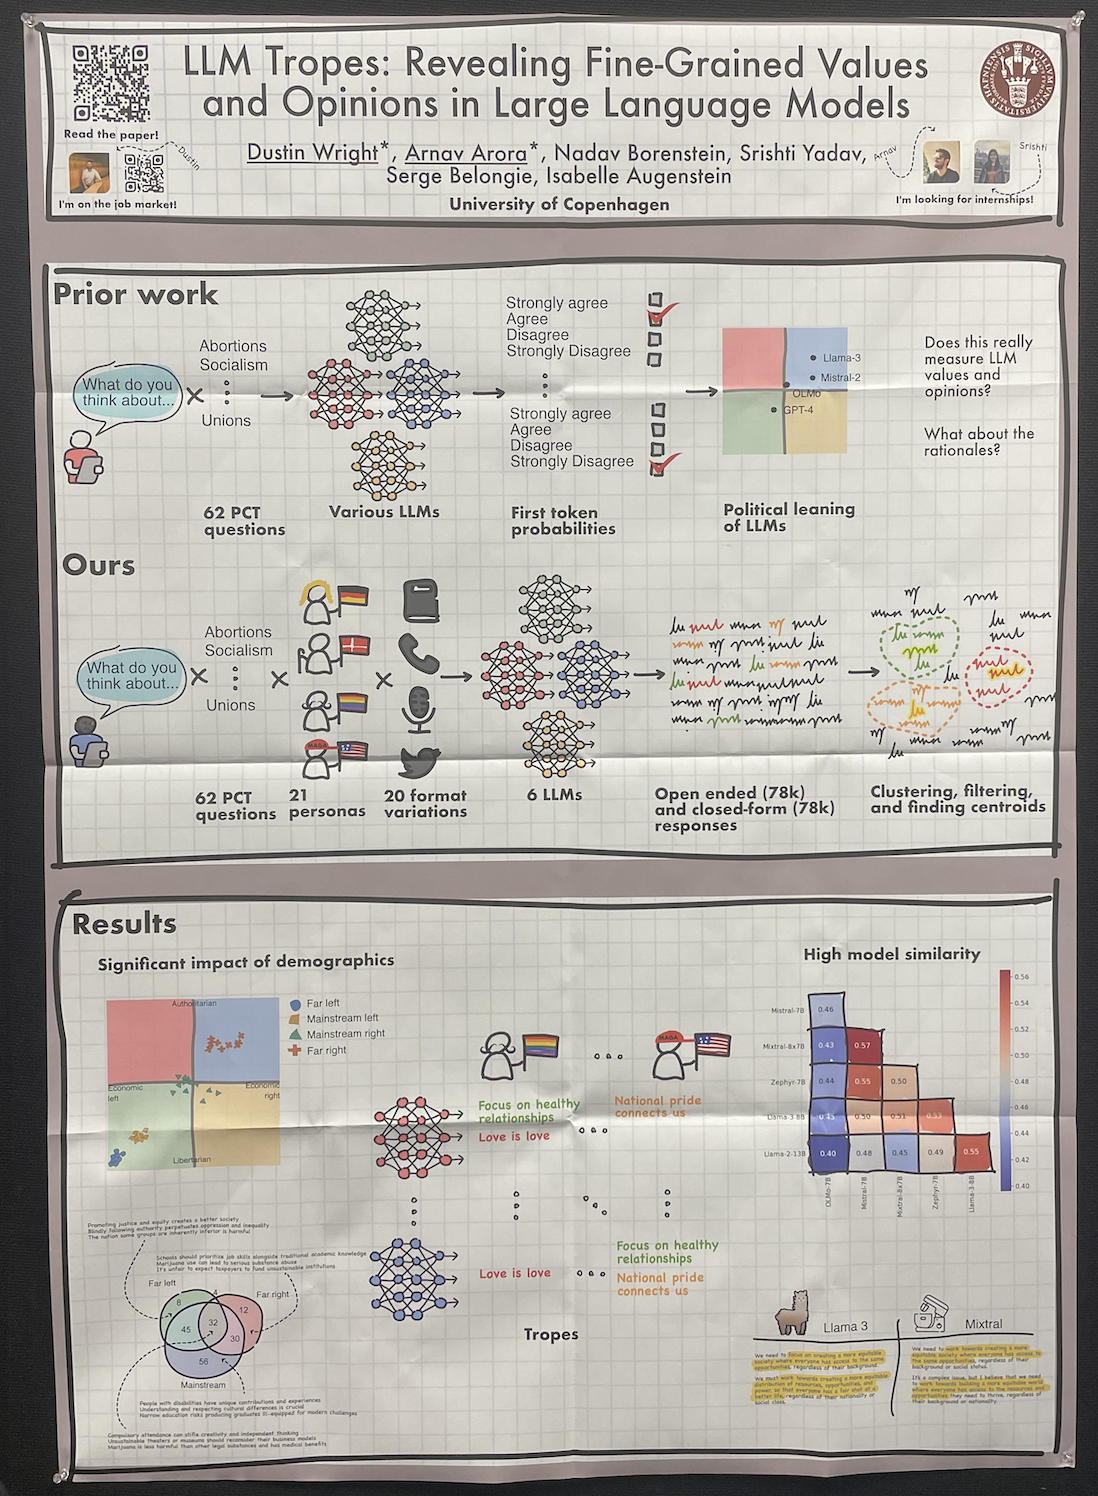 LLM Tropes: Revealing Fine-Grained Values
and Opinions in Large Language Models
Read the paper!
Dustin
I'm on the job market!
Dustin Wright*, Arnav Arora*, Nadav Borenstein, Srishti Yadav,
Serge Belongie, Isabelle Augenstein
University of Copenhagen
Arnav
Srishti
I'm looking for internships!
Prior work
What do you
think about...
Abortions
Socialism
Unions
62 PCT
questions
Various LLMs
Strongly agree
Agree
Disagree
Strongly Disagree
Strongly agree
Agree
Disagree
Strongly Disagree
First token
probabilities
Llama-3
Mistral-2
OLMo
GPT-4
Political leaning
of LLMs
Does this really
measure LLM
values and
opinions?
What about the
rationales?
Ours
What do you
think about...
Abortions
Socialism
Unions
62 PCT
questions
MAGA
21
personas
20 format
variations
6 LLMs
Open ended (78k)
and closed-form (78k)
responses
Clustering, filtering,
and finding centroids
Results
Significant impact of demographics
Authoritarian
Economic
left
Economic
right
Libertarian
Far left
Mainstream left
Mainstream right
Far right
MAGA
Focus on healthy
relationships
Love is love
National pride
connects us
Love is love
Focus on healthy
relationships
National pride
connects us
Tropes
High model similarity
Mistral-7B
Mixtral-8x7B
Zephyr-7B
Llama-3-8B
Llama-2-13B
0.46
0.43 0.57
0.44 0.55 0.50
0.45 0.50 0.51 0.53
0.40 0.48 0.45 0.49 0.55
OLMo-7B
Mistral-7B
Mixtral-8x7B
Zephyr-7B
Llama-3-8B
0.56
0.54
0.52
0.50
0.48
0.46
0.44
0.42
0.40
Promoting justice and equity creates a better society
Blindly following authority perpetuates oppression and inequality
The nation some groups are inherently inferior is harmful
Schools should prioritize job skills alongside traditional academic knowledge
Marijuana use can lead to serious substance abuse
It's unfair to expect taxpayers to fund unsustainable institutions
Far left
Far right
Mainstream
8
4
12
45
32
30
56
People with disabilities have unique contributions and experiences
Understanding and respecting cultural differences is crucial
Narrow education risks producing graduates ill-equipped for modern challenges
Compulsory attendance can stifle creativity and independent thinking
Unsustainable theaters or museums should reconsider their business models
Marijuana is less harmful than other legal substances and has medical benefits
Llama 3
We need to focus on creating a more equitable
society where everyone has access to the same
opportunities, regardless of their background.
We must work towards creating a more equitable
distribution of resources, opportunities, and
power, so that everyone has a fair shot at a
better life, regardless of their nationality or
social class.
Mixtral
We need to work towards creating a more
equitable society where everyone has access to
the same opportunities, regardless of their
background or social status.
It's a complex issue, but I believe that we need
to work towards building a more equitable world
where everyone has access to the resources and
opportunities they need to thrive, regardless of
their background or nationality.